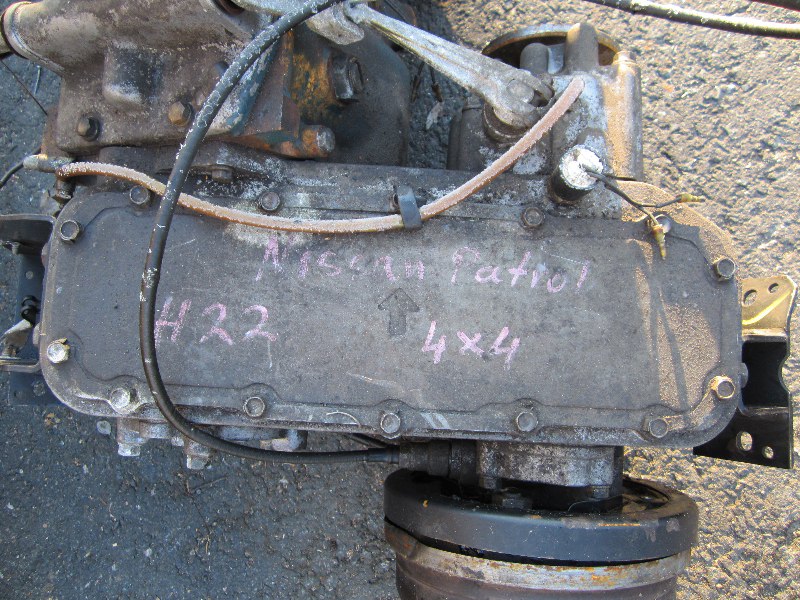 Nissan Patrol
H22
4x4